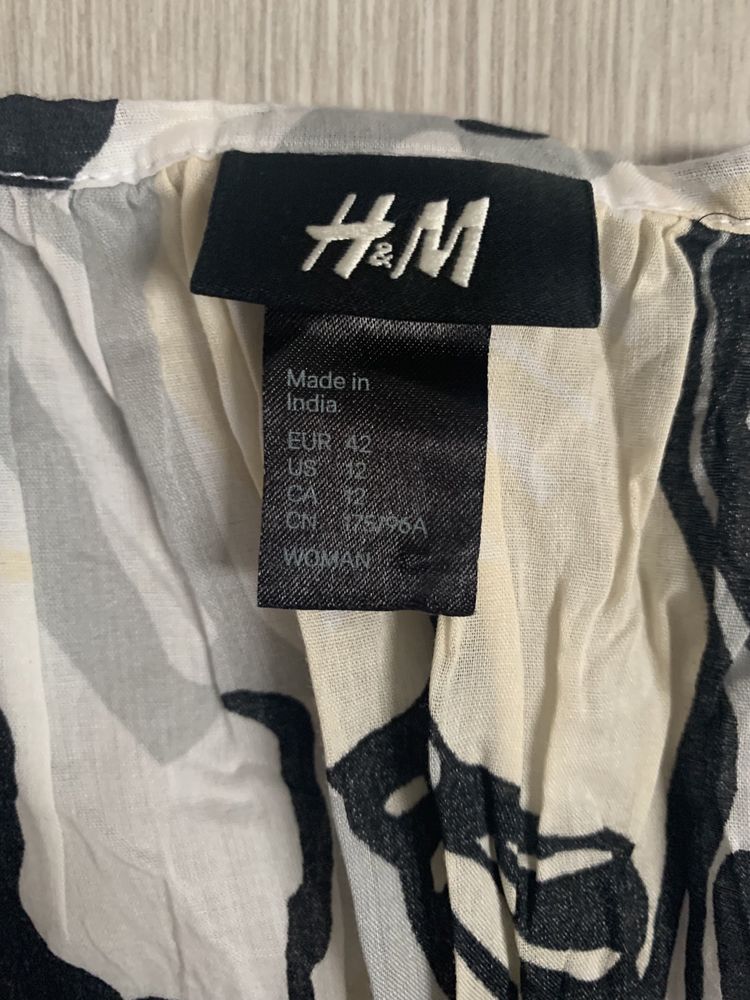 H&M
Made in
India
EUR 42
US 12
CA 12
CN 175/96A
WOMAN